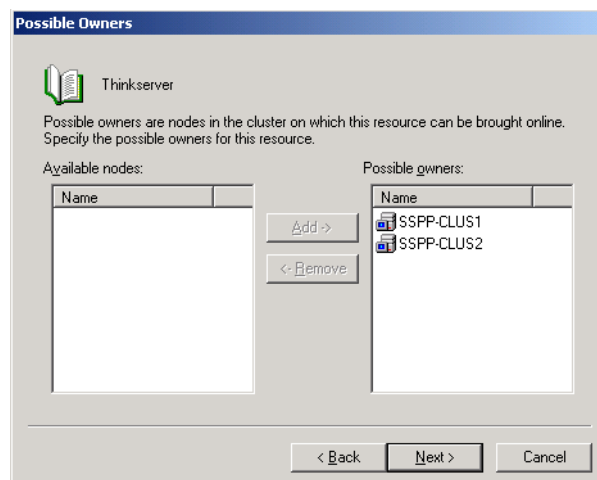 Possible Owners
Thinkserver
Possible owners are nodes in the cluster on which this resource can be brought online.
Specify the possible owners for this resource.
Available nodes:
Possible owners:
Name
Name
Add ->
SSPP-CLUS1
SSPP-CLUS2
<- Remove
< Back
Next >
Cancel